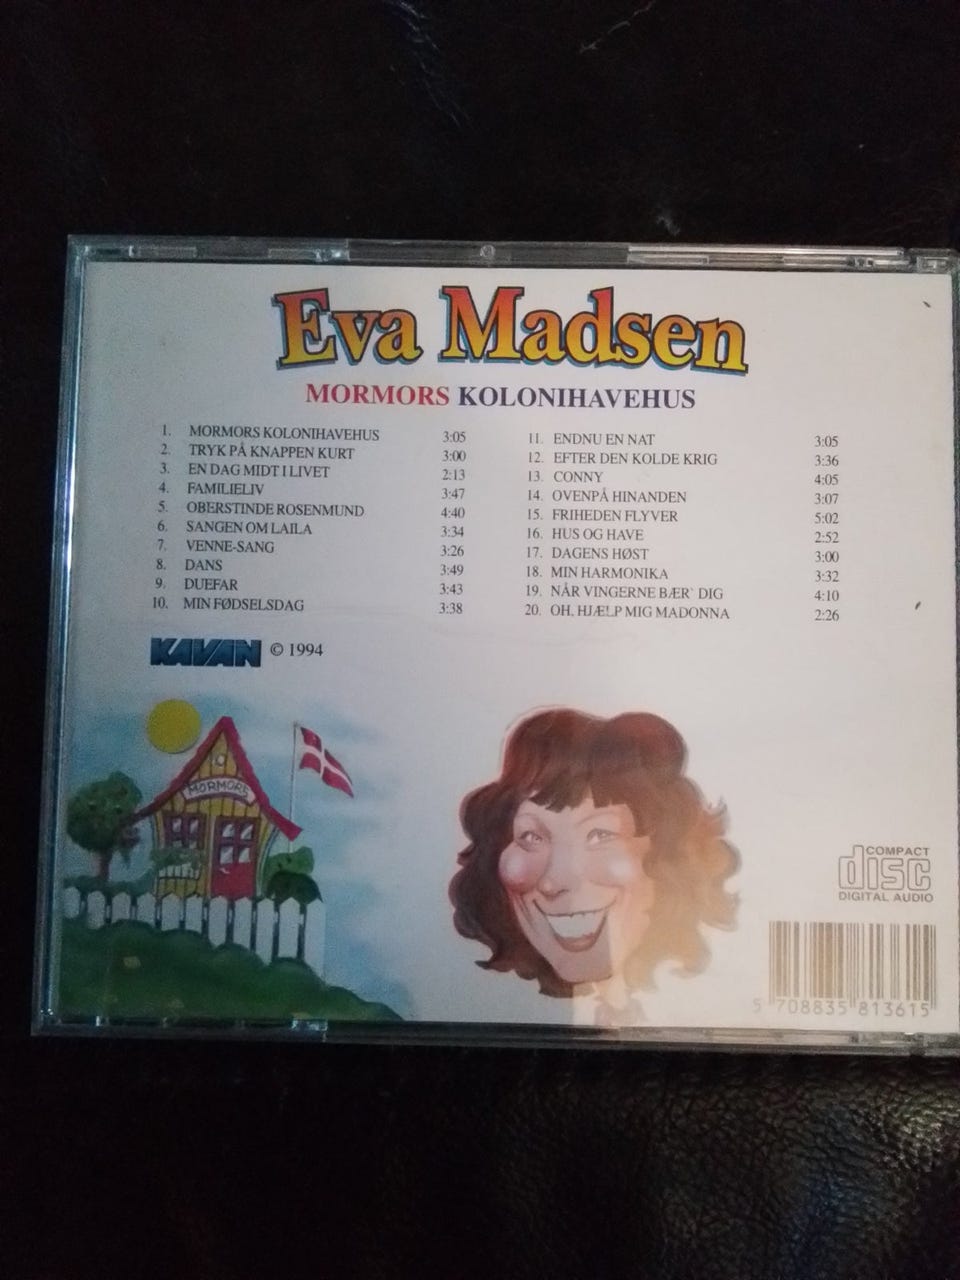 Eva Madsen
MORMORS KOLONIHAVEHUS
1. MORMORS KOLONIHAVEHUS 3:05
2. TRYK PÅ KNAPPEN KURT 3:00
3. EN DAG MIDT I LIVET 2:13
4. FAMILIELIV 3:47
5. OBERSTINDE ROSENMUND 4:40
6. SANGEN OM LAILA 3:34
7. VENNE-SANG 3:26
8. DANS 3:49
9. DUEFAR 3:43
10. MIN FØDSELSDAG 3:38
11. ENDNU EN NAT 3:05
12. EFTER DEN KOLDE KRIG 3:36
13. CONNY 4:05
14. OVENPÅ HINANDEN 3:07
15. FRIHEDEN FLYVER 5:02
16. HUS OG HAVE 2:52
17. DAGENS HØST 3:00
18. MIN HARMONIKA 3:32
19. NÅR VINGERNE BÆR` DIG 4:10
20. OH, HJÆLP MIG MADONNA 2:26
KAVAN © 1994
MORMORS
COMPACT
disc
DIGITAL AUDIO
5 708835 813615